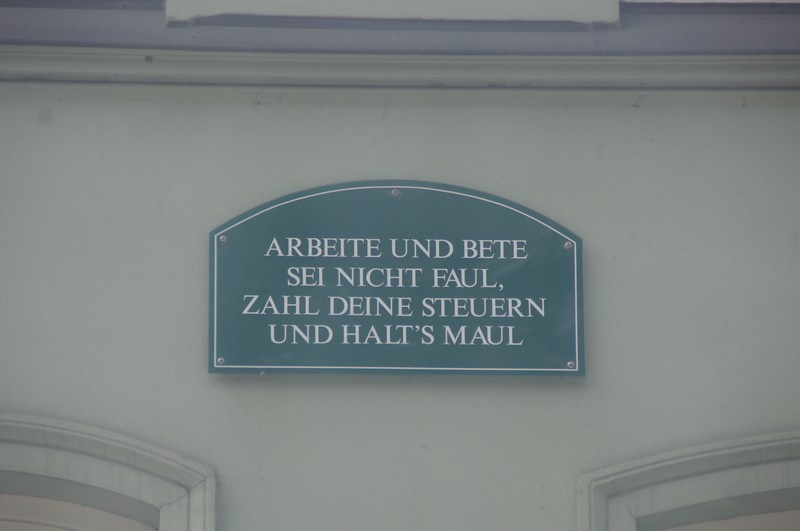 ARBEITE UND BETE
SEI NICHT FAUL,
ZAHL DEINE STEUERN
UND HALT'S MAUL